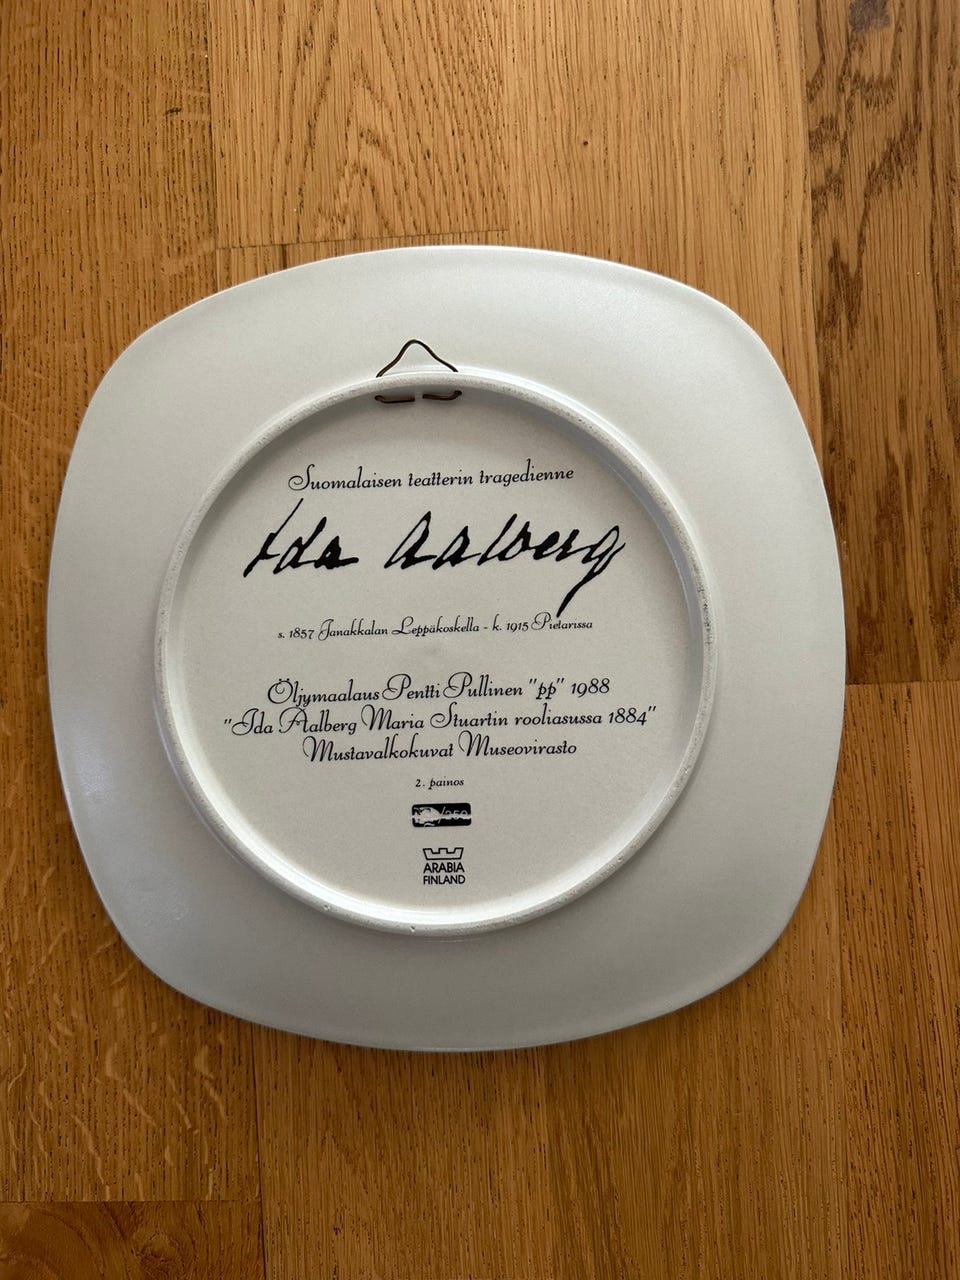 Suomalaisen teatterin tragedienne
Ida Aalberg
s. 1857 Janakkalan Leppäkoskella - k. 1915 Pietarissa
Öljymaalaus Pentti Pullinen "pp" 1988
"Ida Aalberg Maria Stuartin rooliasussa 1884"
Mustavalkokuvat Museovirasto
2. painos
/250
ARABIA
FINLAND